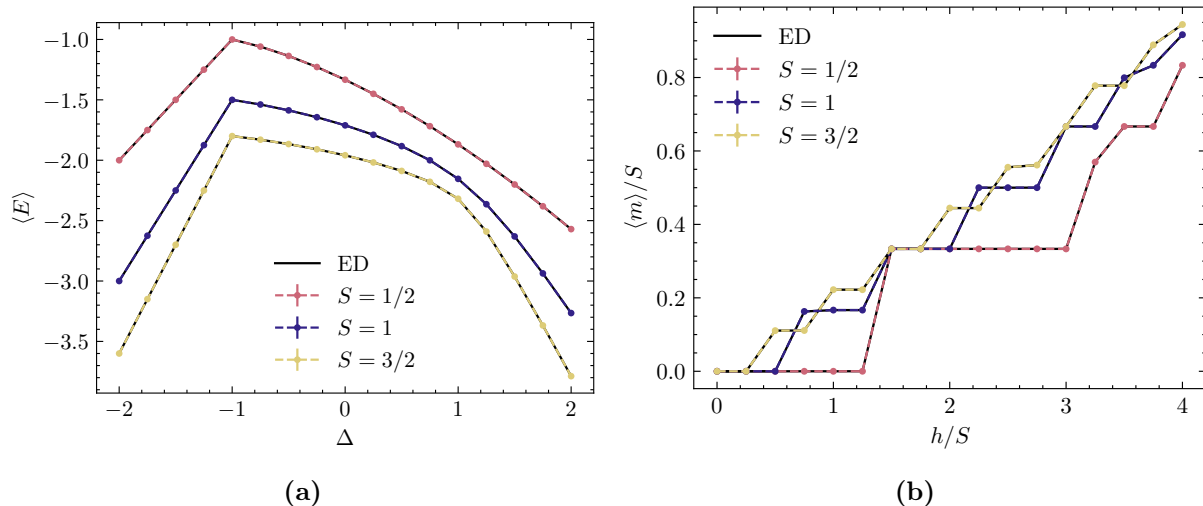 −1.0
−1.5
−2.0
−2.5
−3.0
−3.5
⟨E⟩
ED
S = 1/2
S = 1
S = 3/2
−2
−1
0
1
2
Δ
(a)
0.8
0.6
0.4
0.2
0.0
⟨m⟩/S
ED
S = 1/2
S = 1
S = 3/2
0
1
2
3
4
h/S
(b)